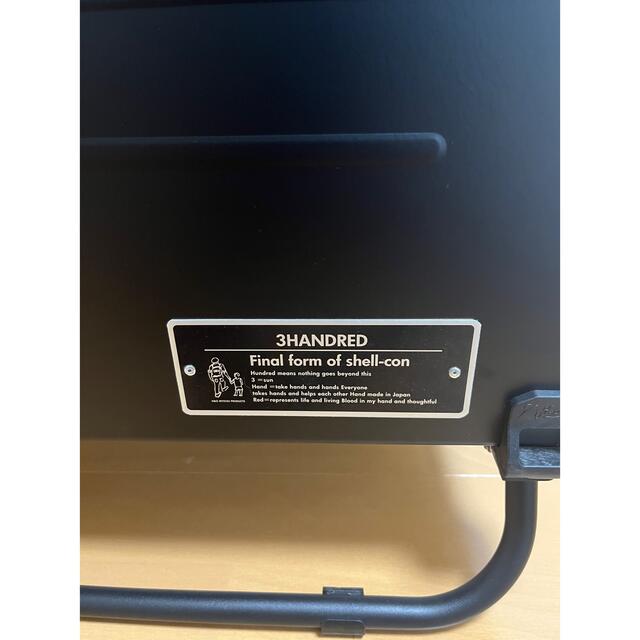 3HANDRED
Final form of shell-con
Hundred means nothing goes beyond this
3 =sun
Hand =take hands and hands Everyone
takes hands and helps each other Hand made in Japan
Red=represents life and living Blood in my hand and thoughtful
PRODUCTS